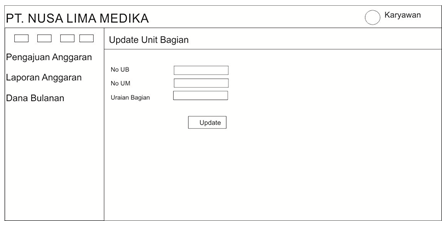 PT. NUSA LIMA MEDIKA
Karyawan
Update Unit Bagian
Pengajuan Anggaran
Laporan Anggaran
Dana Bulanan
No UB
No UM
Uraian Bagian
Update